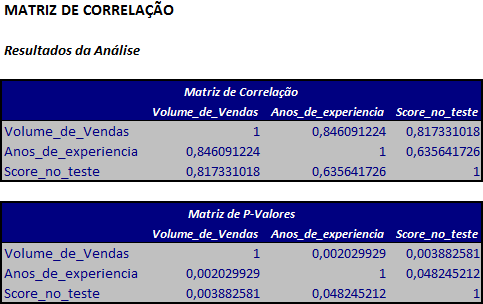 MATRIZ DE CORRELAÇÃO
Resultados da Análise
Matriz de Correlação
Volume_de_Vendas Anos_de_experiencia Score_no_teste
Volume_de_Vendas 1 0,846091224 0,817331018
Anos_de_experiencia 0,846091224 1 0,635641726
Score_no_teste 0,817331018 0,635641726 1
Matriz de P-Valores
Volume_de_Vendas Anos_de_experiencia Score_no_teste
Volume_de_Vendas 1 0,002029929 0,003882581
Anos_de_experiencia 0,002029929 1 0,048245212
Score_no_teste 0,003882581 0,048245212 1